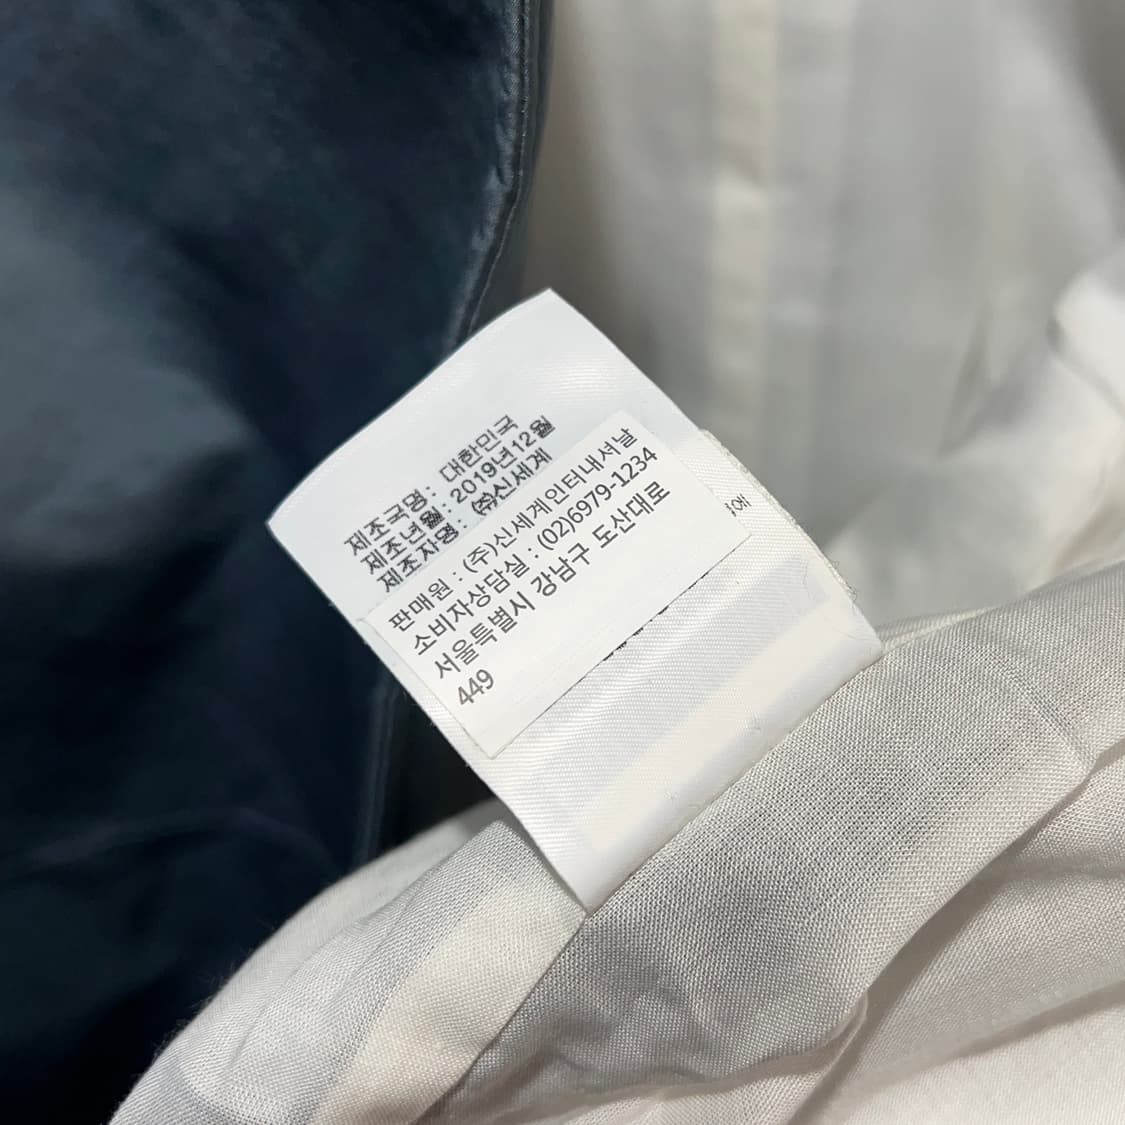 제조국명: 대한민국
제조년월: 2019년12월
제조자명: ㈜신세계
판매원 : (주)신세계인터내셔날
소비자상담실 : (02)6979-1234
서울특별시 강남구 도산대로
449